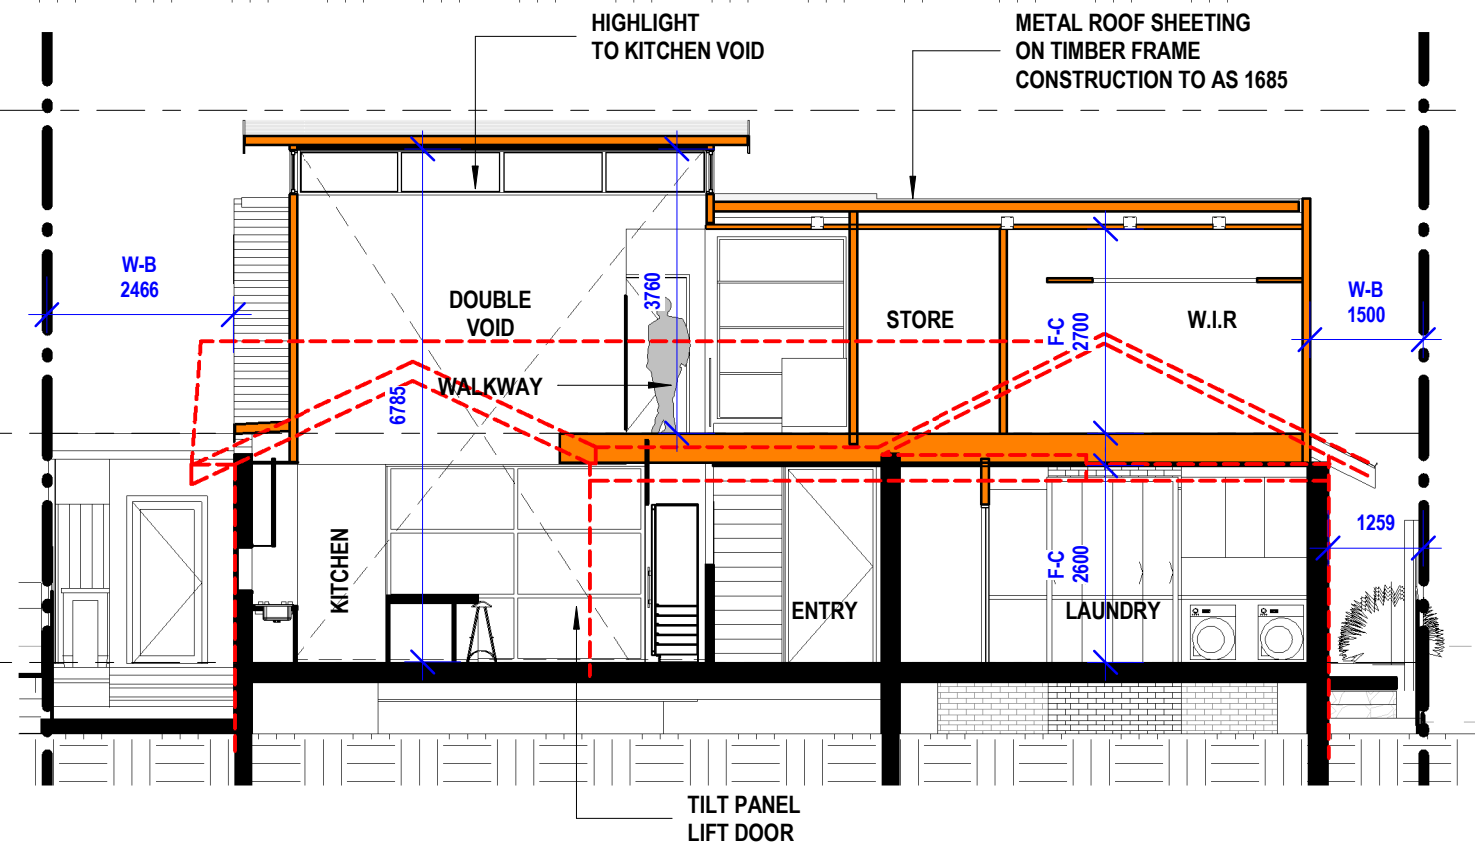 HIGHLIGHT
TO KITCHEN VOID
METAL ROOF SHEETING
ON TIMBER FRAME
CONSTRUCTION TO AS 1685
W-B
2466
DOUBLE
VOID
3760
STORE
F-C
2700
W.I.R
W-B
1500
WALKWAY
6785
KITCHEN
ENTRY
F-C
2600
LAUNDRY
1259
TILT PANEL
LIFT DOOR